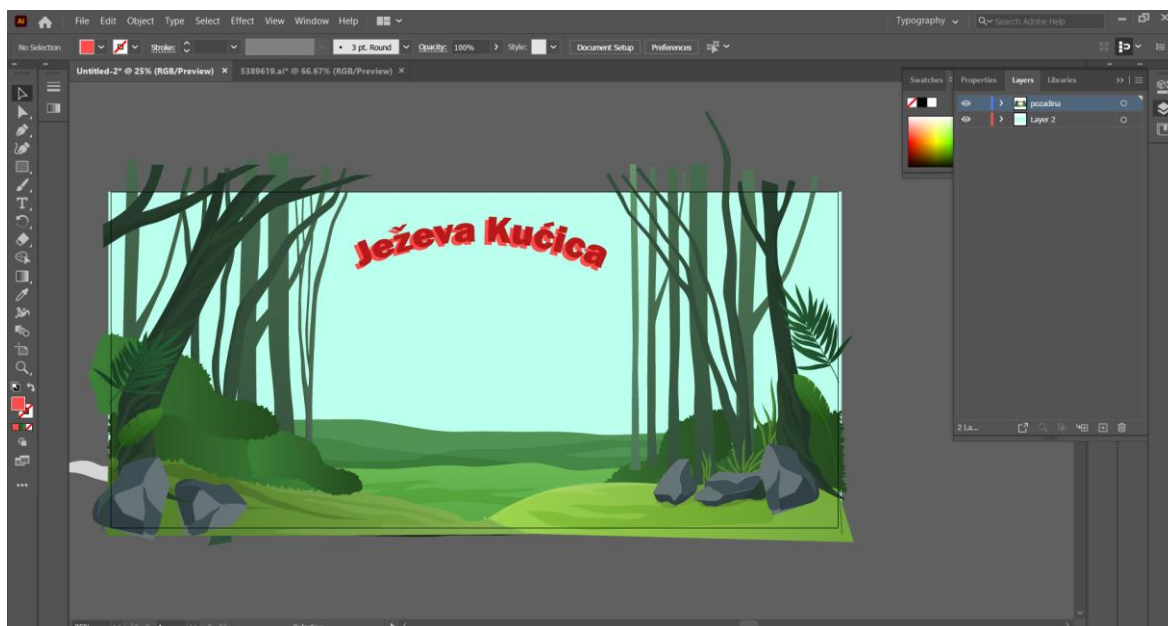 Ai File Edit Object Type Select Effect View Window Help Typography Search Adobe Help
No Selection Stroke: 3 pt. Round Opacity: 100% Style: Document Setup Preferences
Untitled-2* @ 25% (RGB/Preview) × 5389619.ai* @ 66.67% (RGB/Preview) ×
Swatches Properties Layers Libraries
pozadina
Layer 2
Ježeva Kućica
2 La...